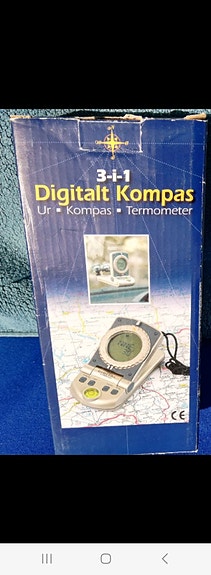 3-i-1
Digitalt Kompas
Ur ▪ Kompas ▪ Termometer
CE